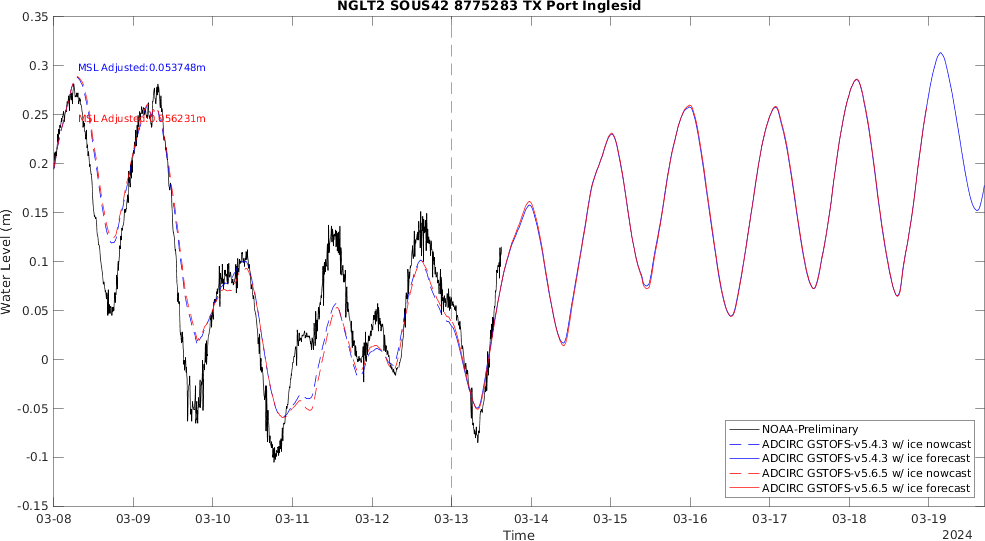 NGLT2 SOUS42 8775283 TX Port Inglesid
0.35
0.3
0.25
0.2
0.15
0.1
0.05
0
-0.05
-0.1
-0.15
Water Level (m)
MSL Adjusted:0.053748m
MSL Adjusted:0.056231m
NOAA-Preliminary
ADCIRC GSTOFS-v5.4.3 w/ ice nowcast
ADCIRC GSTOFS-v5.4.3 w/ ice forecast
ADCIRC GSTOFS-v5.6.5 w/ ice nowcast
ADCIRC GSTOFS-v5.6.5 w/ ice forecast
03-08 03-09 03-10 03-11 03-12 03-13 03-14 03-15 03-16 03-17 03-18 03-19
Time
2024